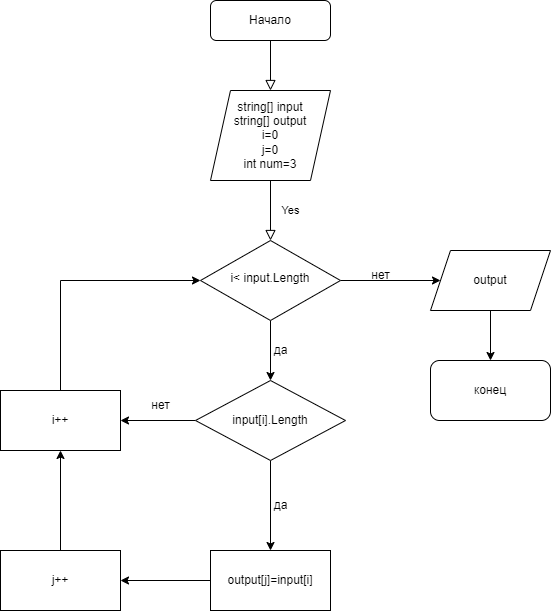 Начало
string[] input
string[] output
i=0
j=0
int num=3
Yes
i< input.Length
нет
output
да
конец
нет
i++
input[i].Length
да
j++
output[j]=input[i]